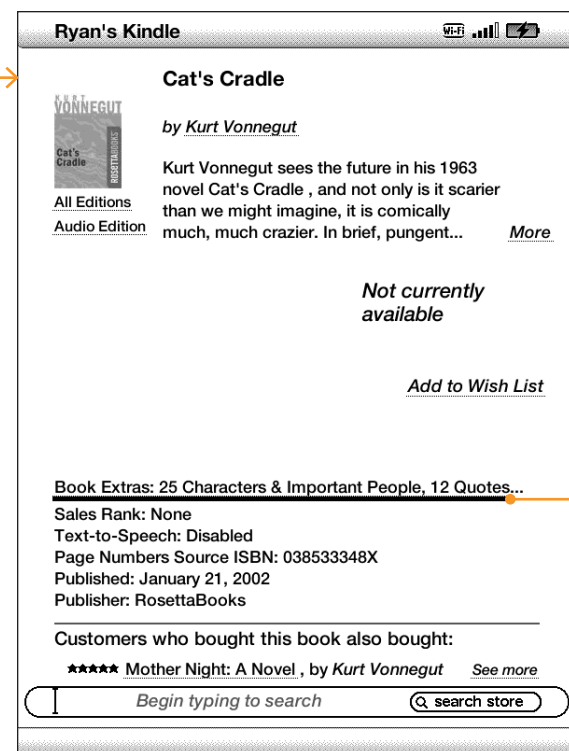 Ryan's Kindle
Wi-Fi
Cat's Cradle
KURT
VONNEGUT
Cat's
Cradle
ROSETTABOOKS
by Kurt Vonnegut
Kurt Vonnegut sees the future in his 1963
novel Cat's Cradle , and not only is it scarier
than we might imagine, it is comically
much, much crazier. In brief, pungent... More
All Editions
Audio Edition
Not currently
available
Add to Wish List
Book Extras: 25 Characters & Important People, 12 Quotes...
Sales Rank: None
Text-to-Speech: Disabled
Page Numbers Source ISBN: 038533348X
Published: January 21, 2002
Publisher: RosettaBooks
Customers who bought this book also bought:
Mother Night: A Novel , by Kurt Vonnegut See more
Begin typing to search search store